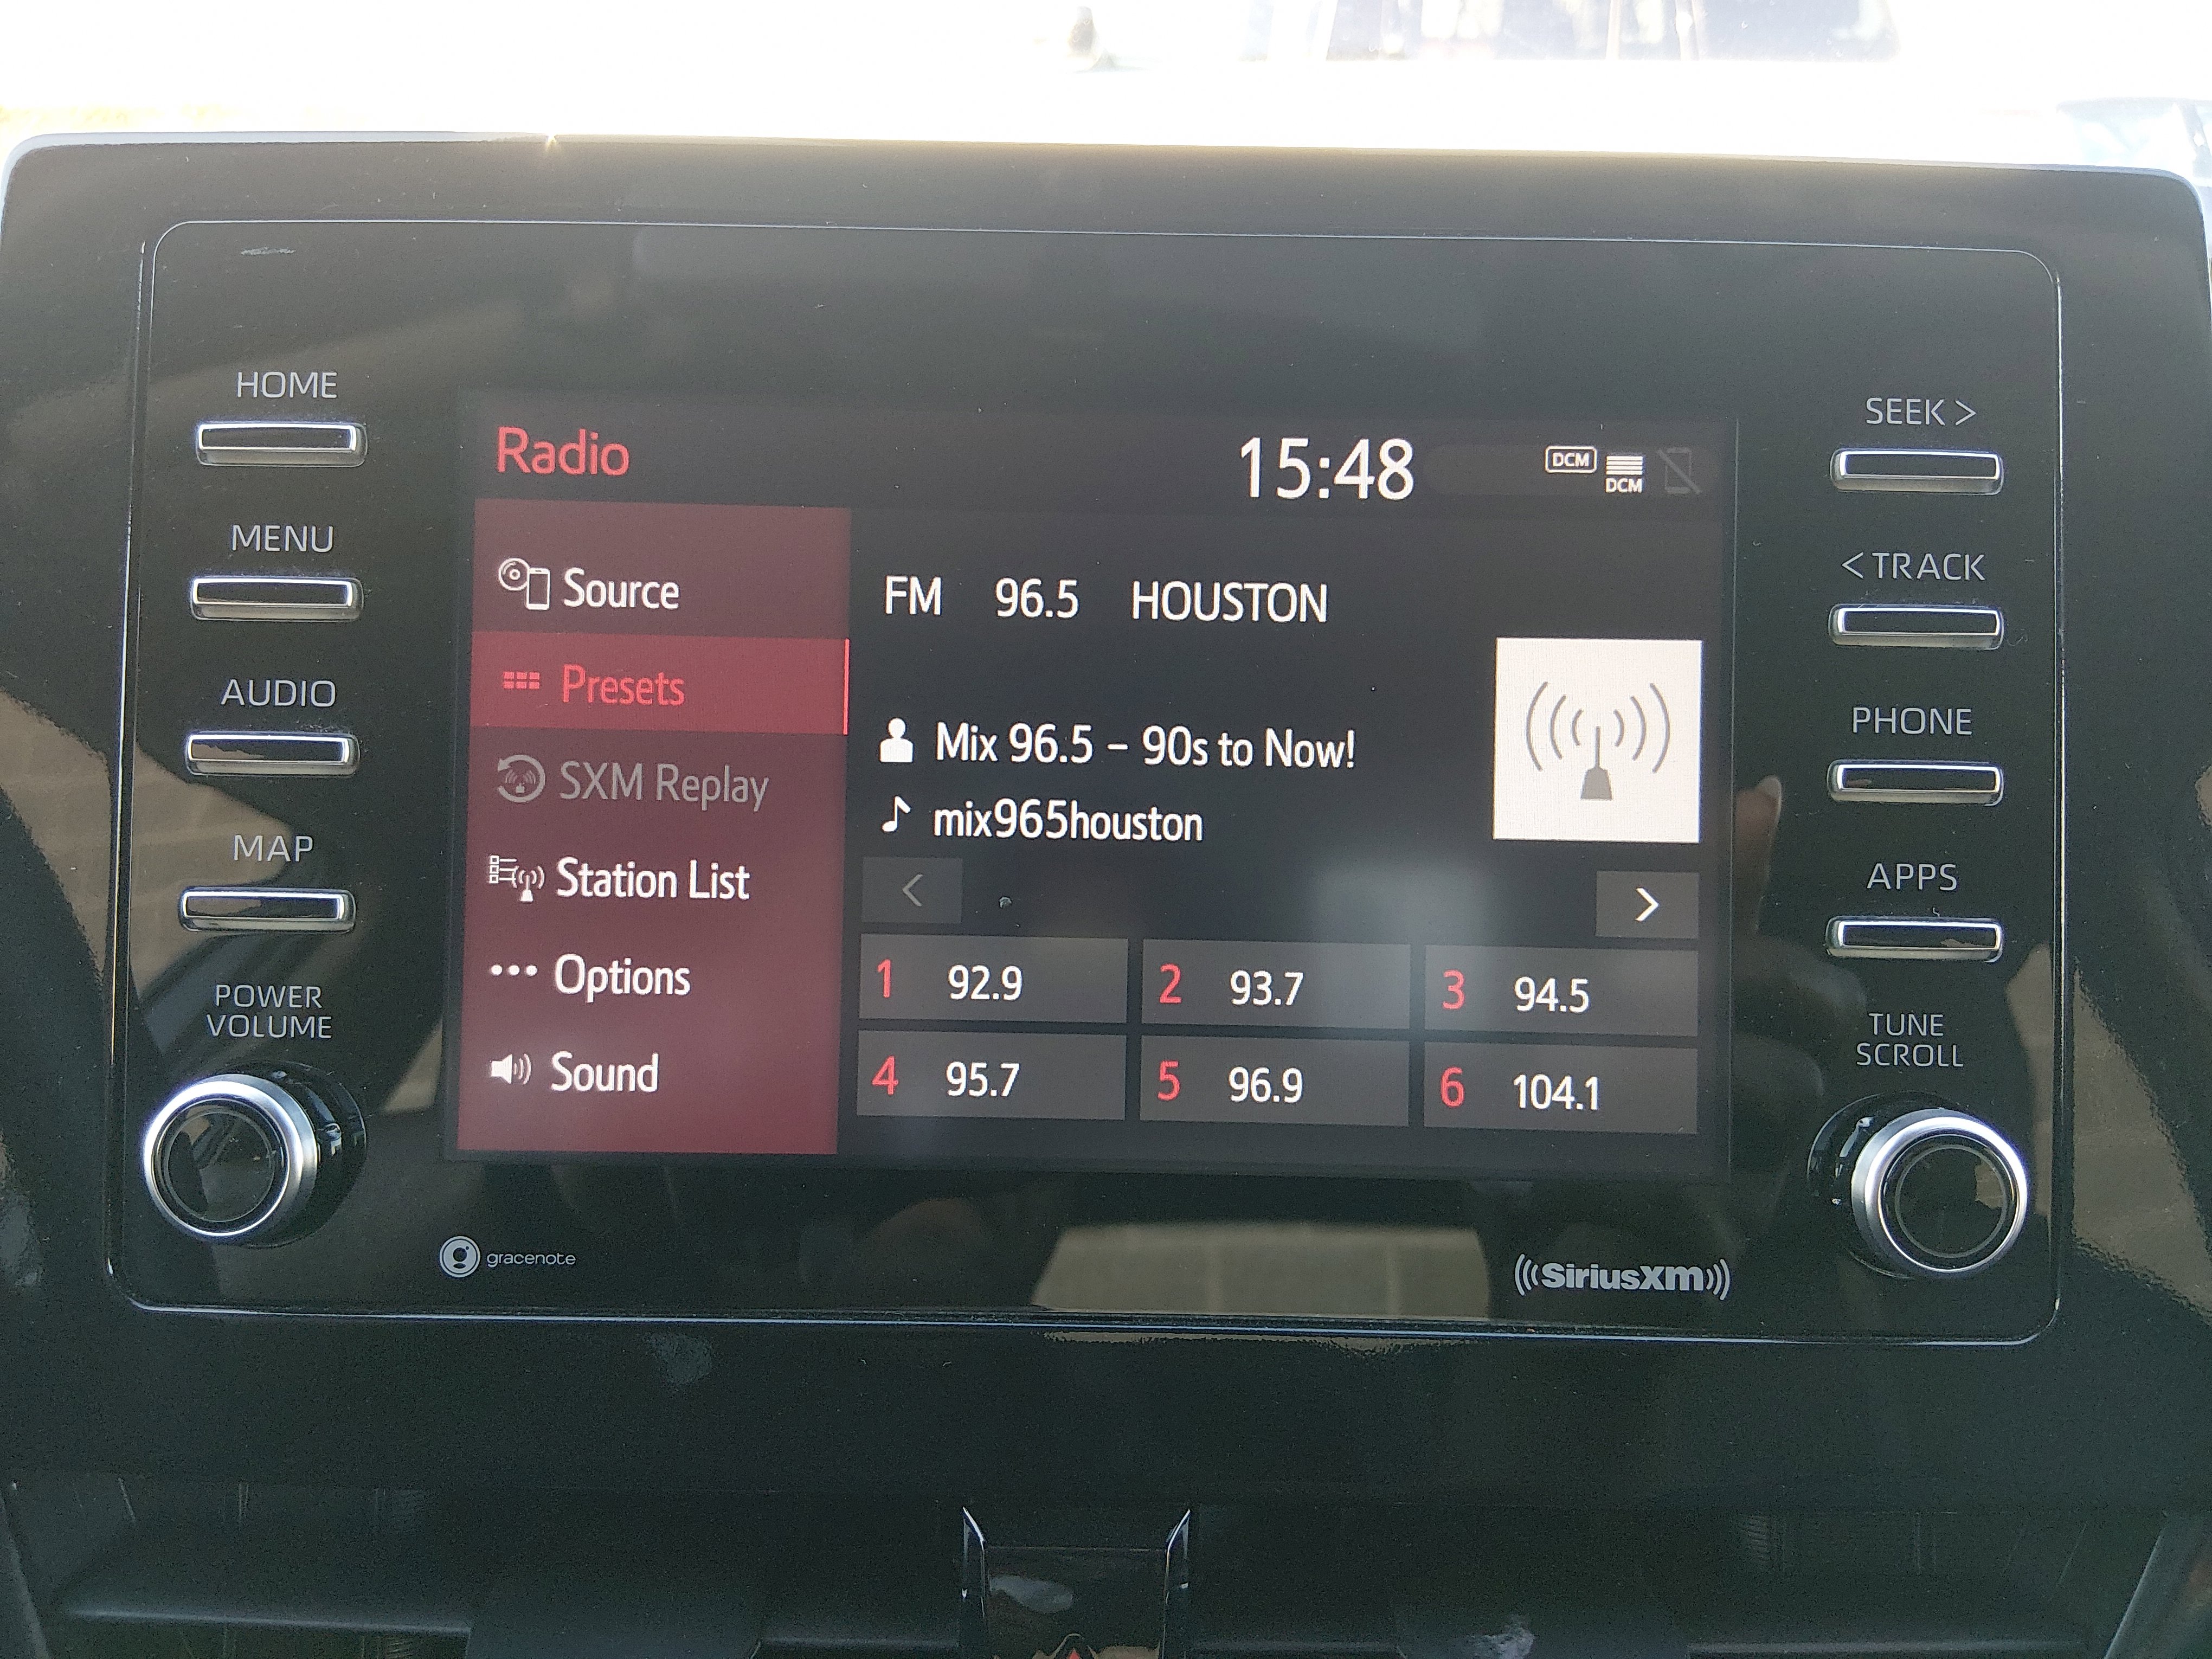 HOME
MENU
AUDIO
MAP
POWER
VOLUME
Radio
15:48
DCM
DCM
Source
Presets
SXM Replay
Station List
Options
Sound
FM 96.5 HOUSTON
Mix 96.5 – 90s to Now!
mix965houston
<
>
1 92.9
2 93.7
3 94.5
4 95.7
5 96.9
6 104.1
SEEK >
< TRACK
PHONE
APPS
TUNE
SCROLL
gracenote
SiriusXM